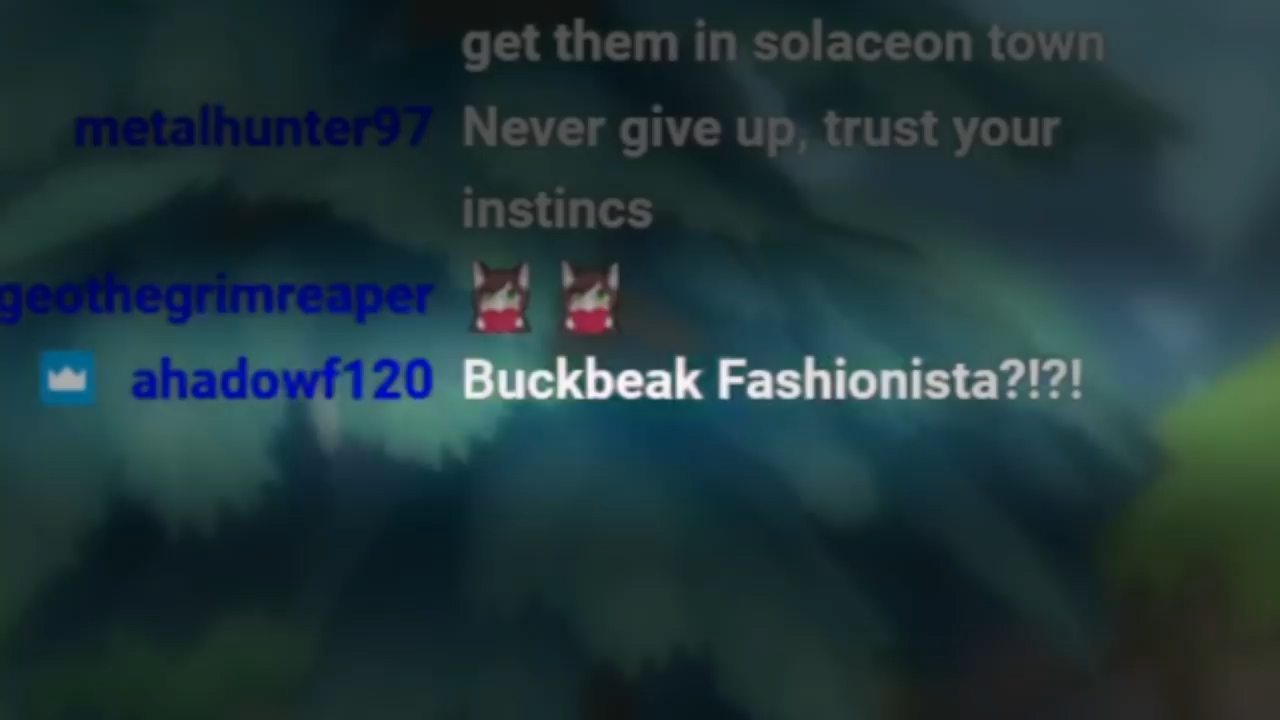 get them in solaceon town
metalhunter97 Never give up, trust your
instincs
geothegrimreaper
ahadowf120 Buckbeak Fashionista?!?!